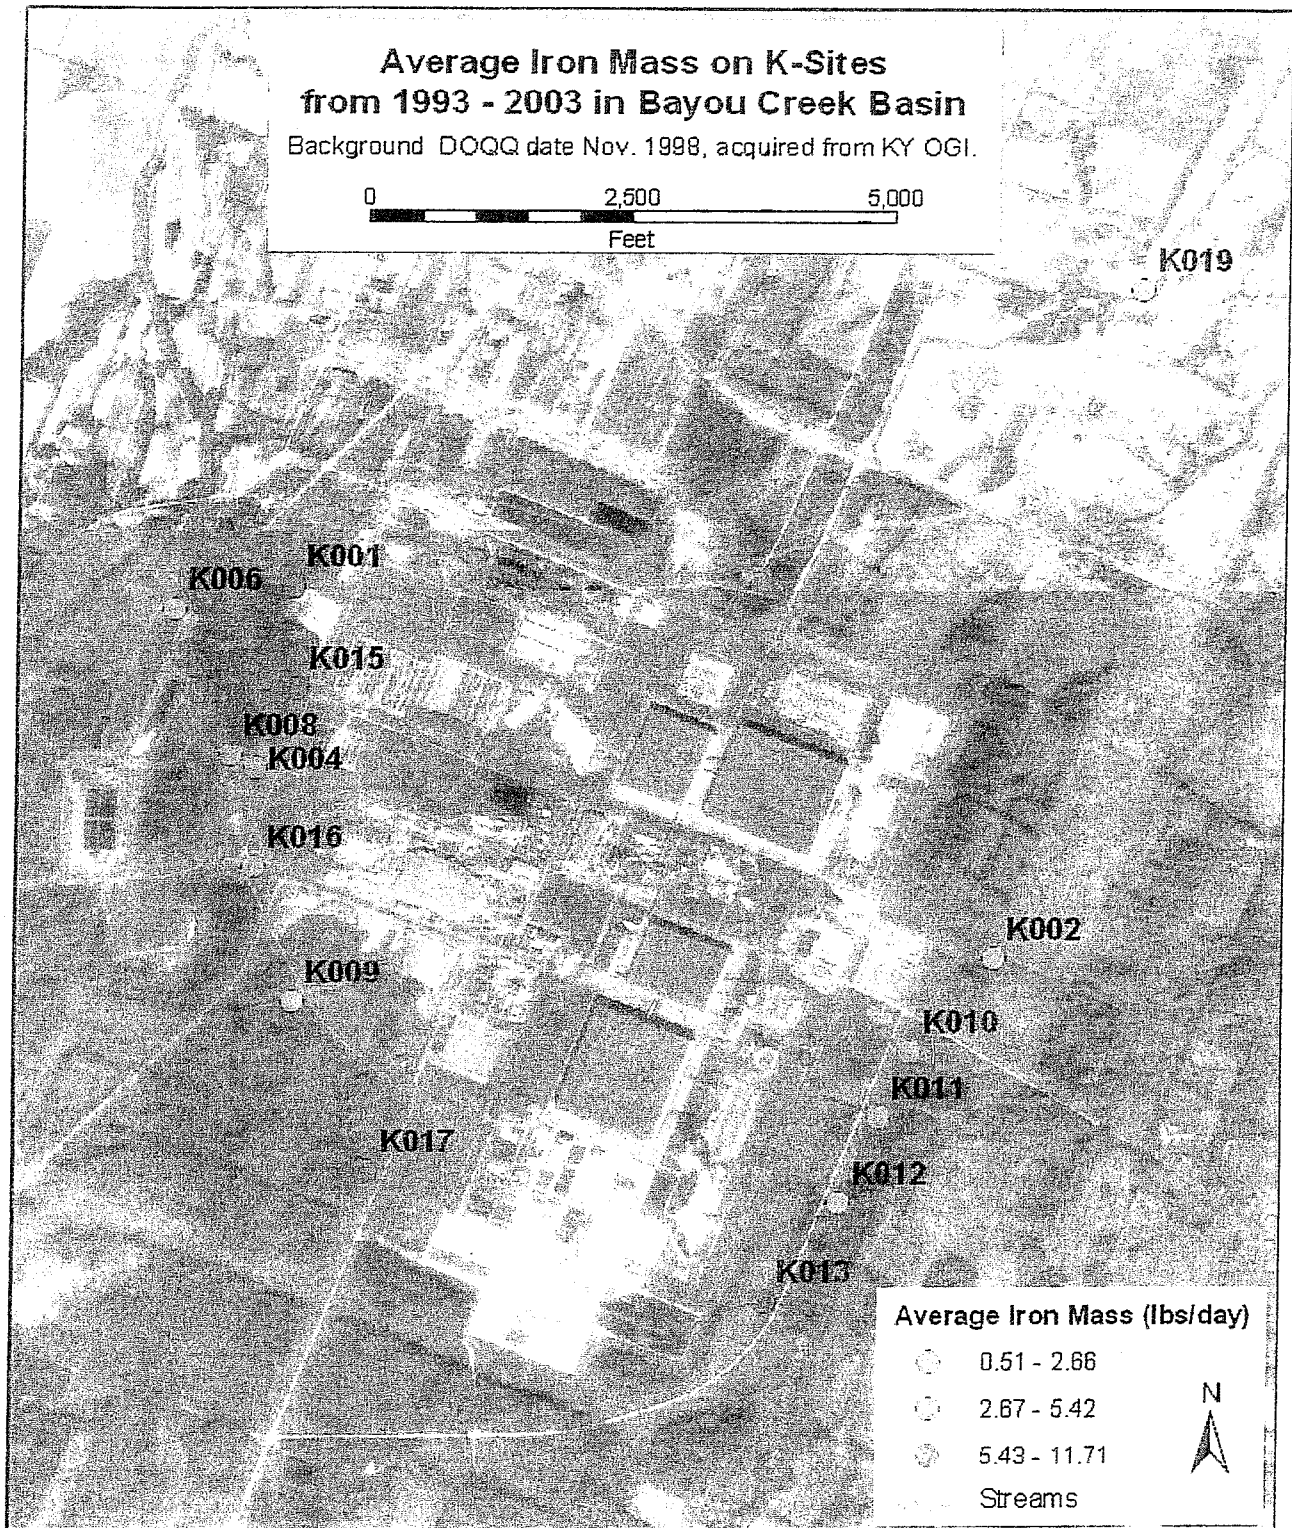 Average Iron Mass on K-Sites
from 1993 - 2003 in Bayou Creek Basin
Background DOQQ date Nov. 1998, acquired from KY OGI.
0 2,500 5,000
Feet
K019
K001
K006
K015
K008
K004
K016
K002
K009
K010
K011
K017
K012
K013
Average Iron Mass (lbs/day)
0.51 - 2.66
2.67 - 5.42
N
5.43 - 11.71
Streams